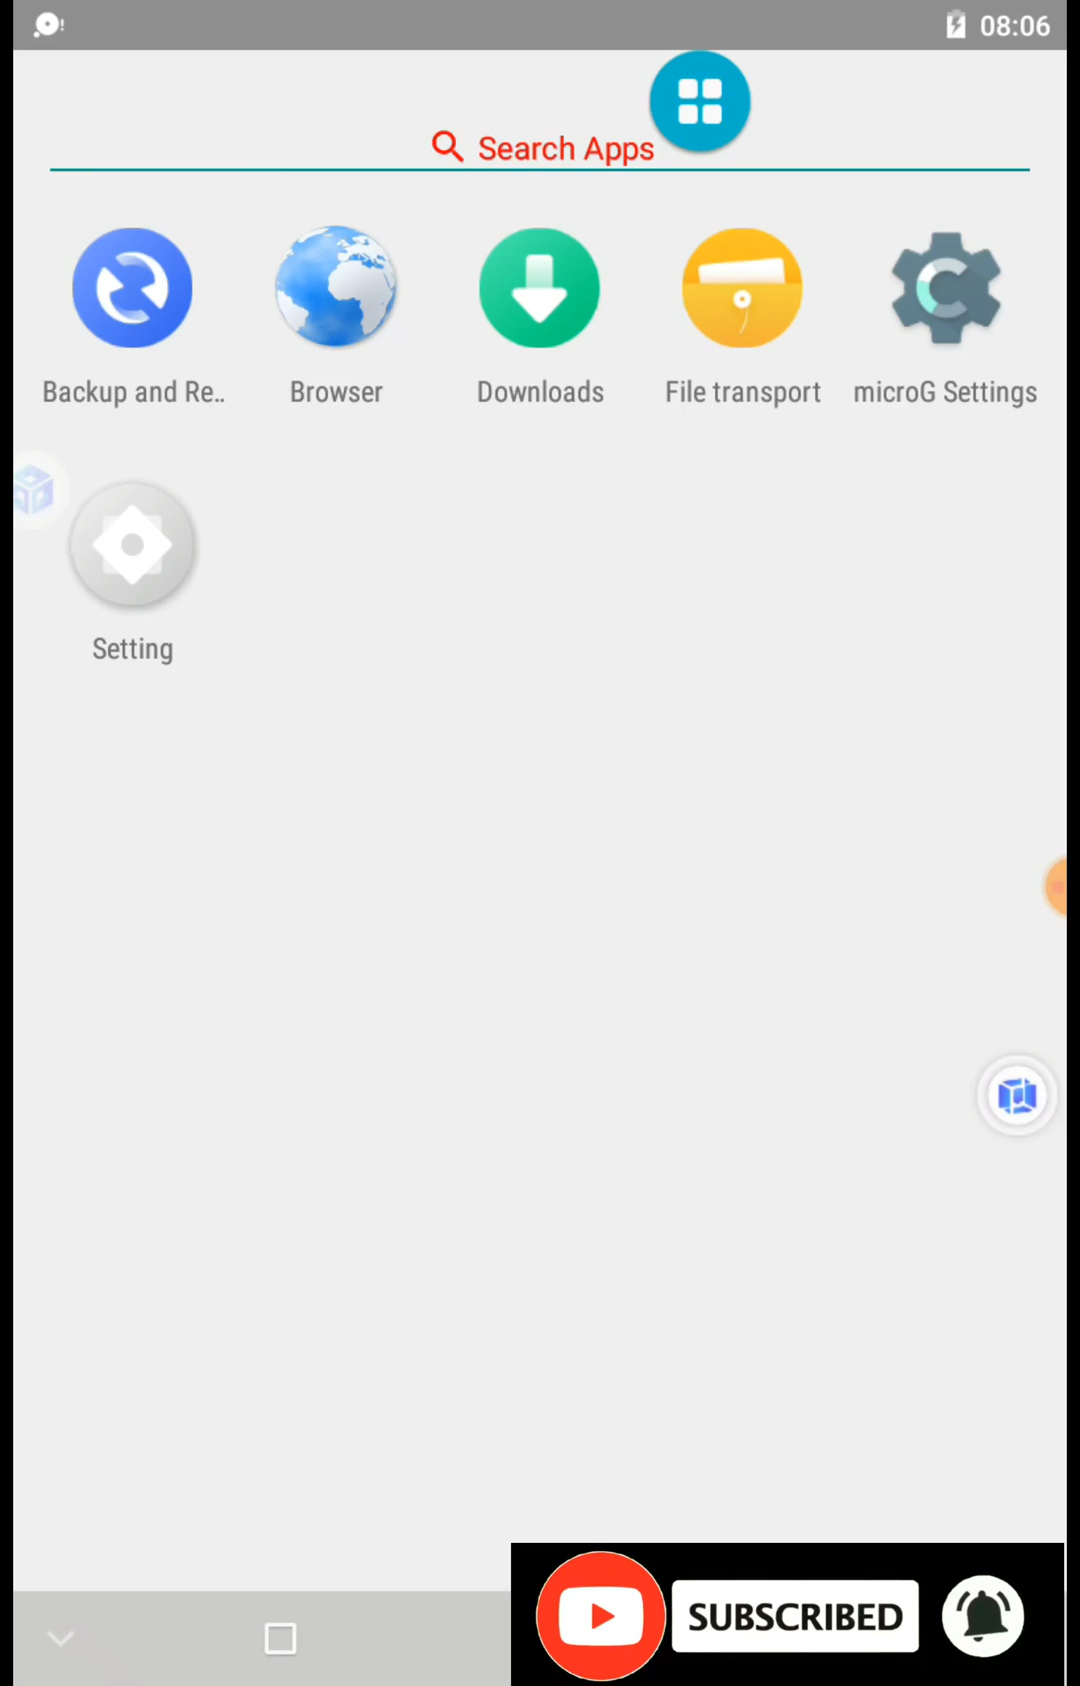 08:06
Search Apps
Backup and Re..
Browser
Downloads
File transport
microG Settings
Setting
SUBSCRIBED